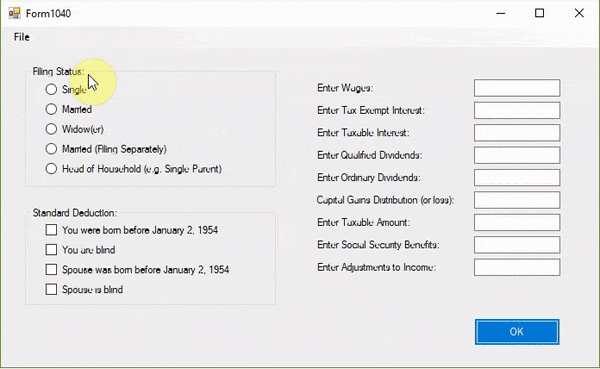 Form1040
File
Filing Status:
Single
Married
Widow(er)
Married (Filing Separately)
Head of Household (e.g. Single Parent)
Standard Deduction:
You were born before January 2, 1954
You are blind
Spouse was born before January 2, 1954
Spouse is blind
Enter Wages:
Enter Tax Exempt Interest:
Enter Taxable Interest:
Enter Qualified Dividends:
Enter Ordinary Dividends:
Capital Gains Distribution (or loss):
Enter Taxable Amount:
Enter Social Security Benefits:
Enter Adjustments to Income:
OK